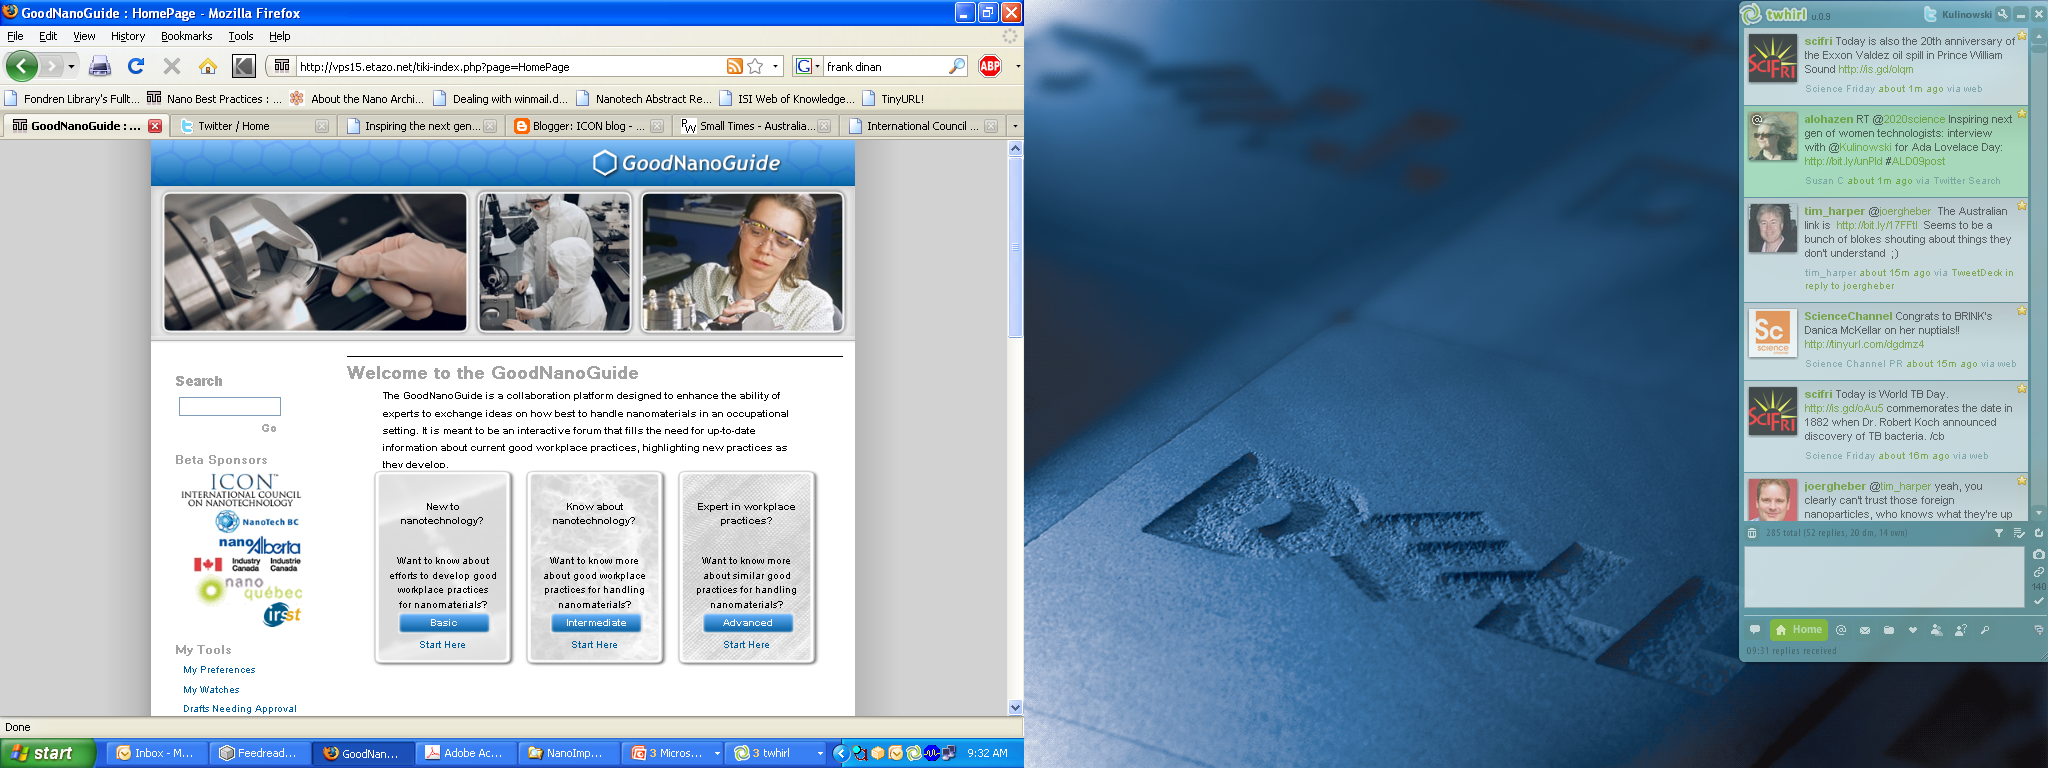 GoodNanoGuide : HomePage - Mozilla Firefox
File Edit View History Bookmarks Tools Help
http://vps15.etazo.net/tiki-index.php?page=HomePage
G
frank dinan
ABP
Fondren Library's Fullt...
Nano Best Practices : ...
About the Nano Archi...
Dealing with winmail.d...
Nanotech Abstract Re...
ISI Web of Knowledge...
TinyURL!
GoodNanoGuide : ...
Twitter / Home
Inspiring the next gen...
Blogger: ICON blog - ...
Small Times - Australia...
International Council ...
GoodNanoGuide
Search
Go
Beta Sponsors
ICON
INTERNATIONAL COUNCIL
ON NANOTECHNOLOGY
NanoTech BC
nanoAlberta
Industry Industrie
Canada Canada
nano
québec
irsst
My Tools
My Preferences
My Watches
Drafts Needing Approval
Welcome to the GoodNanoGuide
The GoodNanoGuide is a collaboration platform designed to enhance the ability of
experts to exchange ideas on how best to handle nanomaterials in an occupational
setting. It is meant to be an interactive forum that fills the need for up-to-date
information about current good workplace practices, highlighting new practices as
they develop.
New to
nanotechnology?
Want to know about
efforts to develop good
workplace practices
for nanomaterials?
Basic
Start Here
Know about
nanotechnology?
Want to know more
about good workplace
practices for handling
nanomaterials?
Intermediate
Start Here
Expert in workplace
practices?
Want to know more
about similar good
practices for handling
nanomaterials?
Advanced
Start Here
Done
start
Inbox - M...
Feedread...
GoodNan...
Adobe Ac...
NanoImp...
3 Micros...
3 twhirl
9:32 AM
twhirl v.0.9
Kulinowski
scifri Today is also the 20th anniversary of
the Exxon Valdez oil spill in Prince William
Sound http://is.gd/olqm
Science Friday about 1m ago via web
alohazen RT @2020science Inspiring next
gen of women technologists: interview
with @Kulinowski for Ada Lovelace Day:
http://bit.ly/unPld #ALD09post
Susan C about 1m ago via Twitter Search
tim_harper @joergheber The Australian
link is http://bit.ly/17FFtI Seems to be a
bunch of blokes shouting about things they
don't understand ;)
tim_harper about 15m ago via TweetDeck in
reply to joergheber
ScienceChannel Congrats to BRINK's
Danica McKellar on her nuptials!!
http://tinyurl.com/dgdmz4
Science Channel PR about 15m ago via web
scifri Today is World TB Day.
http://is.gd/oAu5 commemorates the date in
1882 when Dr. Robert Koch announced
discovery of TB bacteria. /cb
Science Friday about 16m ago via web
joergheber @tim_harper yeah, you
clearly can't trust those foreign
nanoparticles, who knows what they're up
285 total (52 replies, 20 dm, 14 own)
140
Home
09:31 replies received